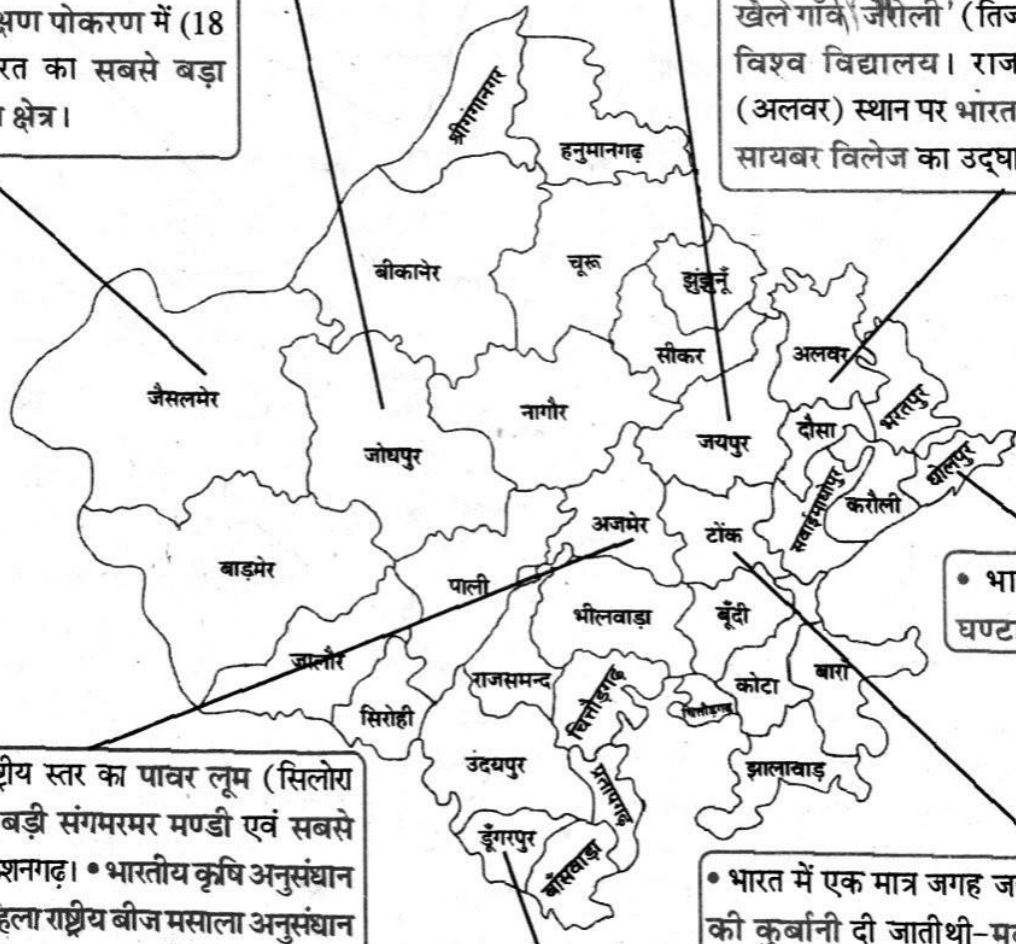 क्षण पोकरण में (18
रत का सबसे बड़ा
क्षेत्र।
खेल गाँव 'जैरोली' (तिज
विश्व विद्यालय। राज
(अलवर) स्थान पर भारत
सायबर विलेज का उद्घा
श्रीगंगानगर
हनुमानगढ़
बीकानेर
चूरू
झुंझुनूँ
सीकर
अलवर
जैसलमेर
नागौर
जयपुर
दौसा
भरतपुर
जोधपुर
धौलपुर
सवाईमाधोपुर
करौली
अजमेर
टोंक
बाड़मेर
पाली
भीलवाड़ा
बूँदी
• भा
घण्ट
जालौर
राजसमन्द
चित्तौड़गढ़
कोटा
बारां
सिरोही
चित्तौड़गढ़
उदयपुर
प्रतापगढ़
झालावाड़
डूँगरपुर
बाँसवाड़ा
ट्रीय स्तर का पावर लूम (सिलोरा
बड़ी संगमरमर मण्डी एवं सबसे
शनगढ़। • भारतीय कृषि अनुसंधान
हला राष्ट्रीय बीज मसाला अनुसंधान
• भारत में एक मात्र जगह ज
की कुर्बानी दी जातीथी-म